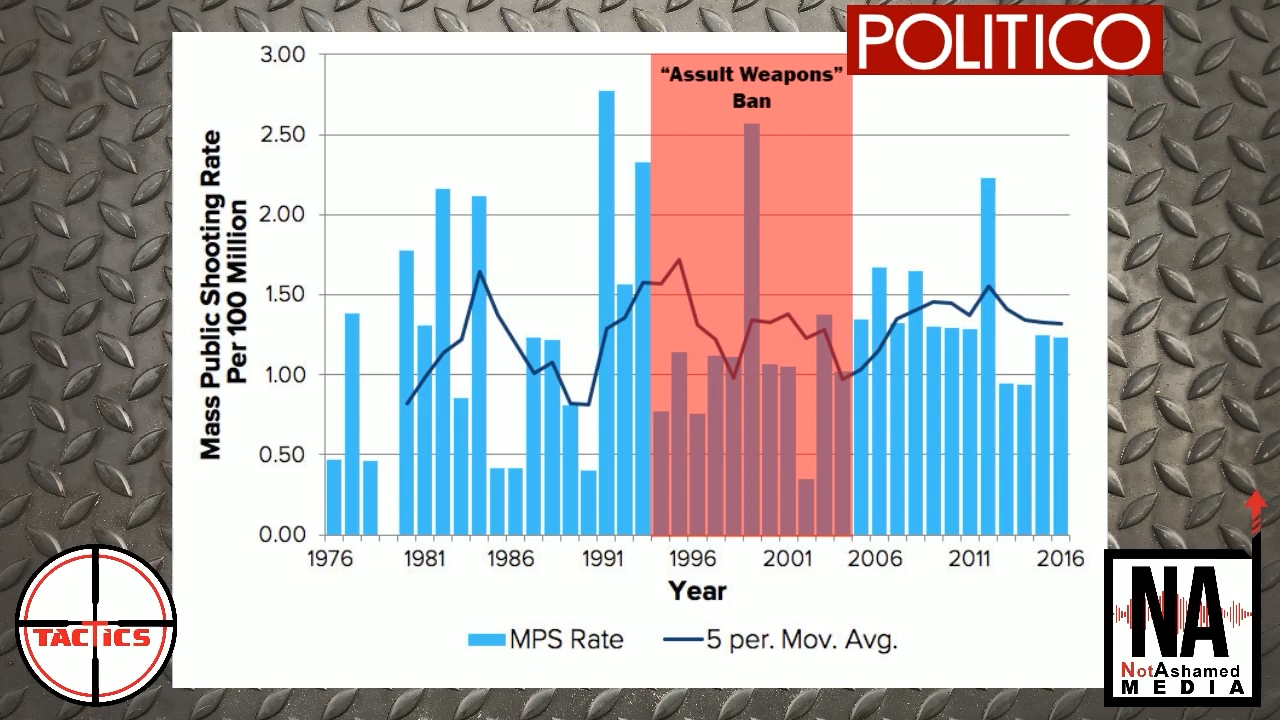 POLITICO
“Assult Weapons”
Ban
Mass Public Shooting Rate
Per 100 Million
3.00
2.50
2.00
1.50
1.00
0.50
0.00
1976 1981 1986 1991 1996 2001 2006 2011 2016
Year
MPS Rate 5 per. Mov. Avg.
TACTICS
NA
NotAshamed
MEDIA